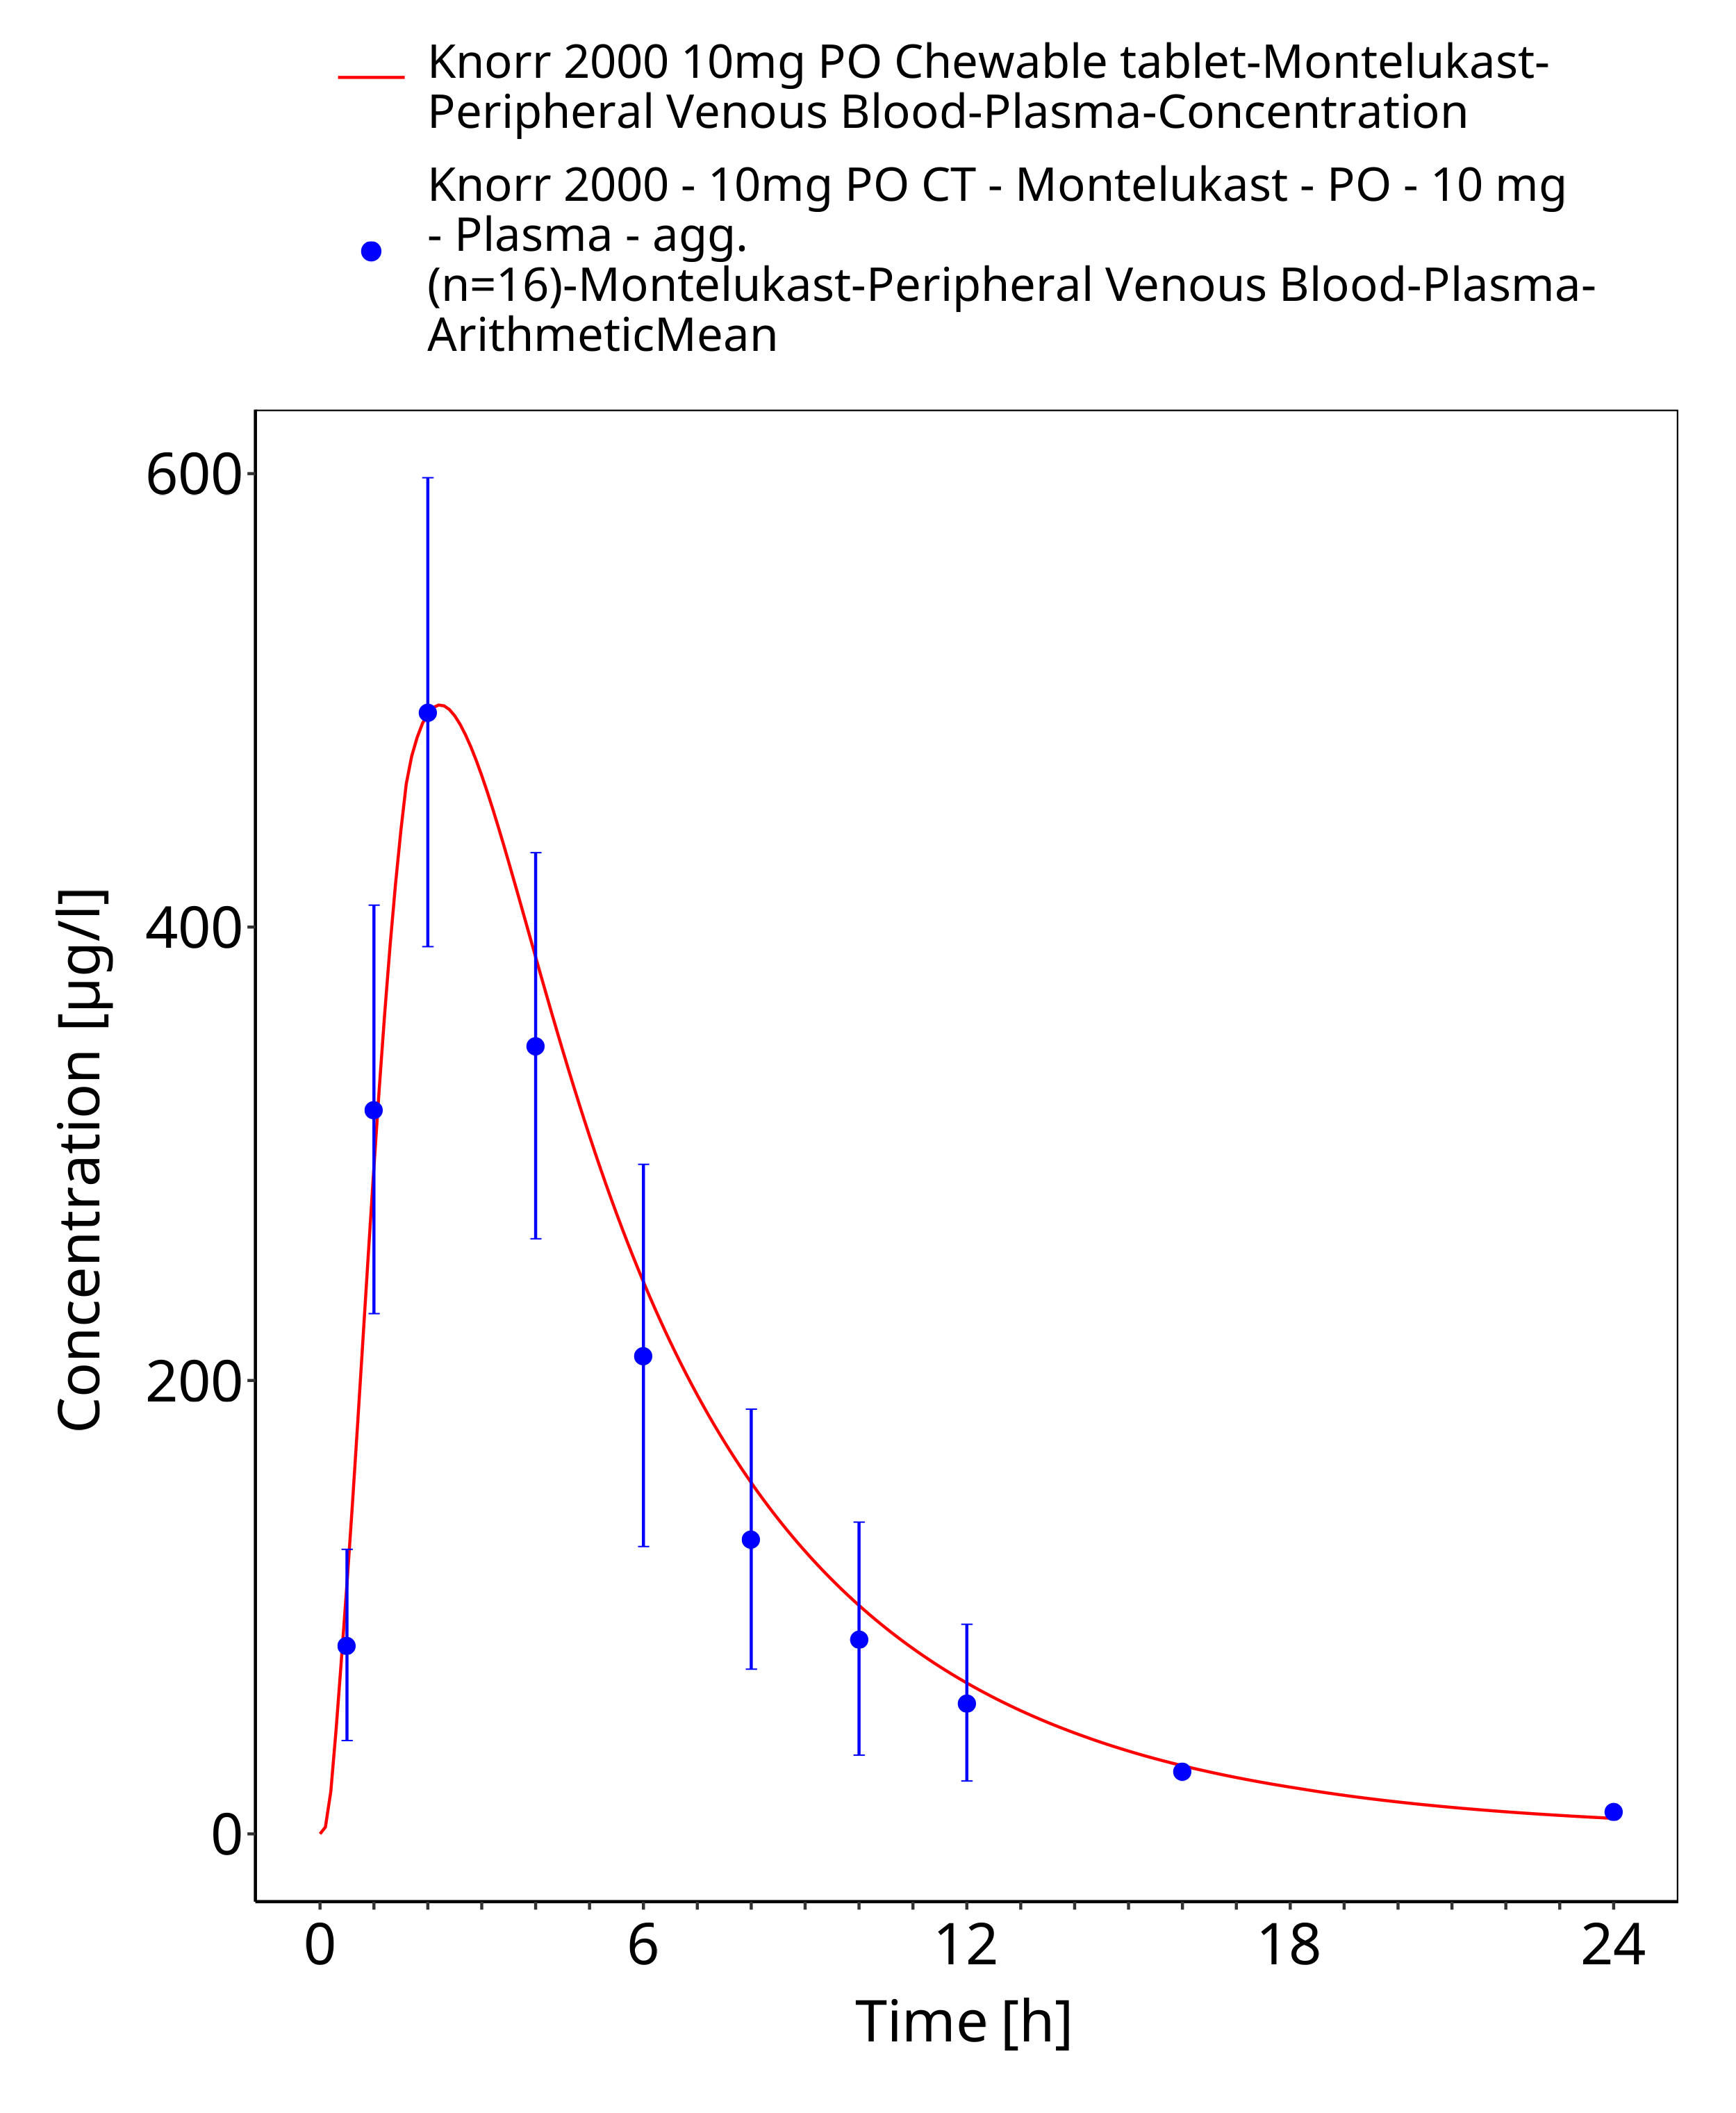 Knorr 2000 10mg PO Chewable tablet-Montelukast-
Peripheral Venous Blood-Plasma-Concentration
Knorr 2000 - 10mg PO CT - Montelukast - PO - 10 mg
- Plasma - agg.
(n=16)-Montelukast-Peripheral Venous Blood-Plasma-
ArithmeticMean
600
400
200
0
Concentration [µg/l]
0 6 12 18 24
Time [h]